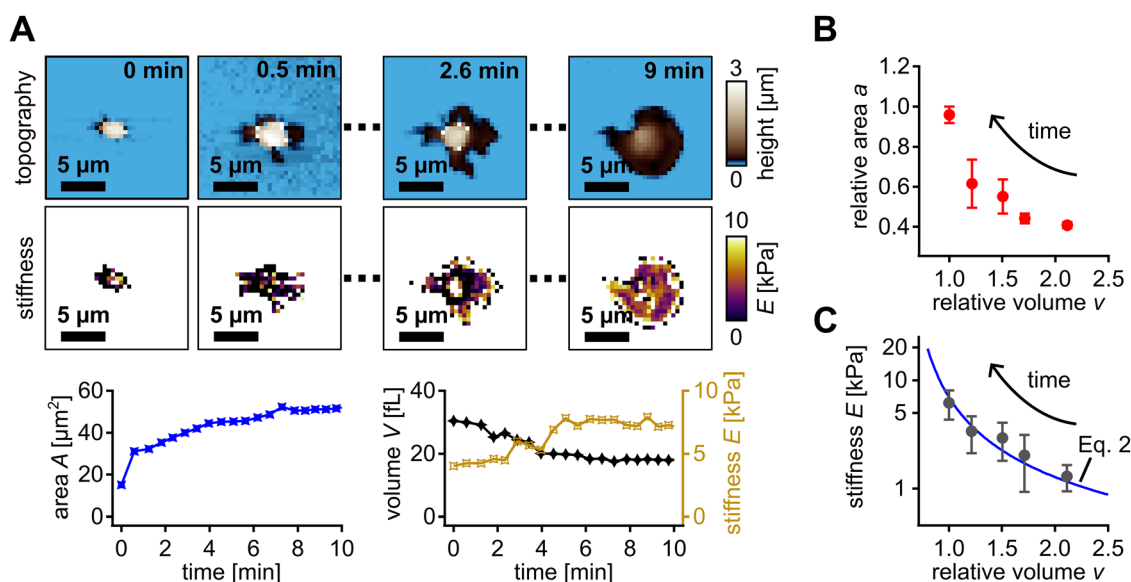 A
topography
0 min
5 µm
0.5 min
5 µm
2.6 min
5 µm
9 min
5 µm
3
0
height [µm]
stiffness
5 µm
5 µm
5 µm
5 µm
10
0
E [kPa]
area A [µm²]
60
40
20
0
0 2 4 6 8 10
time [min]
volume V [fL]
40
20
0
10
5
0
stiffness E [kPa]
0 2 4 6 8 10
time [min]
B
relative area a
1.2
1.0
0.8
0.6
0.4
time
1.0 1.5 2.0 2.5
relative volume v
C
stiffness E [kPa]
20
10
5
1
time
Eq. 2
1.0 1.5 2.0 2.5
relative volume v